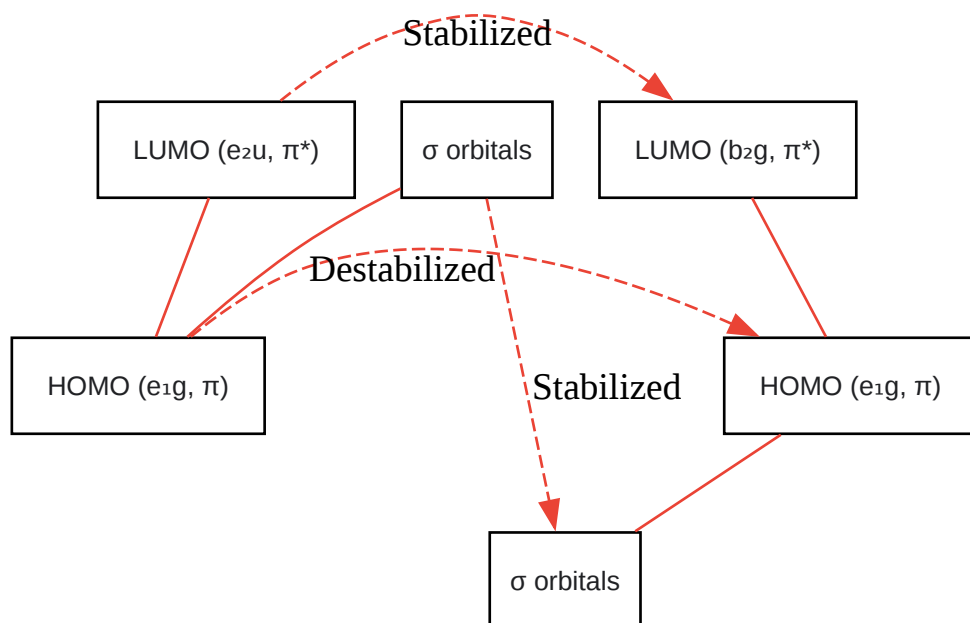 Stabilized
LUMO (e₂u, π*)
σ orbitals
LUMO (b₂g, π*)
Destabilized
HOMO (e₁g, π)
Stabilized
HOMO (e₁g, π)
σ orbitals